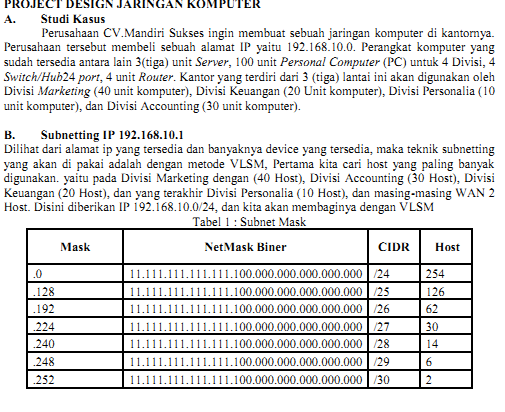 PROJECT DESIGN JARINGAN KOMPUTER
A. Studi Kasus
Perusahaan CV.Mandiri Sukses ingin membuat sebuah jaringan komputer di kantornya.
Perusahaan tersebut membeli sebuah alamat IP yaitu 192.168.10.0. Perangkat komputer yang
sudah tersedia antara lain 3(tiga) unit Server, 100 unit Personal Computer (PC) untuk 4 Divisi, 4
Switch/Hub24 port, 4 unit Router. Kantor yang terdiri dari 3 (tiga) lantai ini akan digunakan oleh
Divisi Marketing (40 unit komputer), Divisi Keuangan (20 Unit komputer), Divisi Personalia (10
unit komputer), dan Divisi Accounting (30 unit komputer).
B. Subnetting IP 192.168.10.1
Dilihat dari alamat ip yang tersedia dan banyaknya device yang tersedia, maka teknik subnetting
yang akan di pakai adalah dengan metode VLSM, Pertama kita cari host yang paling banyak
digunakan. yaitu pada Divisi Marketing dengan (40 Host), Divisi Accounting (30 Host), Divisi
Keuangan (20 Host), dan yang terakhir Divisi Personalia (10 Host), dan masing-masing WAN 2
Host. Disini diberikan IP 192.168.10.0/24, dan kita akan membaginya dengan VLSM
Tabel 1 : Subnet Mask
Mask NetMask Biner CIDR Host
.0 11.111.111.111.111.100.000.000.000.000.000 /24 254
.128 11.111.111.111.111.100.000.000.000.000.000 /25 126
.192 11.111.111.111.111.100.000.000.000.000.000 /26 62
.224 11.111.111.111.111.100.000.000.000.000.000 /27 30
.240 11.111.111.111.111.100.000.000.000.000.000 /28 14
.248 11.111.111.111.111.100.000.000.000.000.000 /29 6
.252 11.111.111.111.111.100.000.000.000.000.000 /30 2